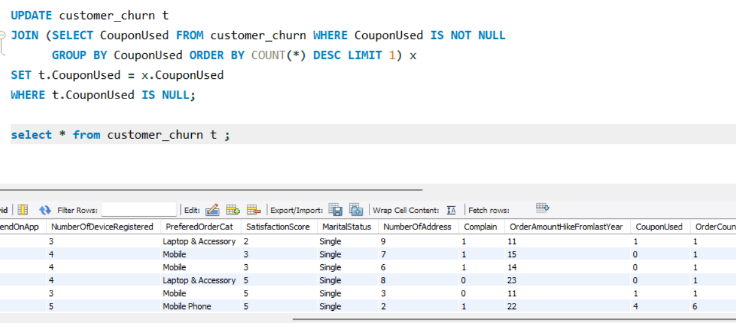 UPDATE customer_churn t
JOIN (SELECT CouponUsed FROM customer_churn WHERE CouponUsed IS NOT NULL
GROUP BY CouponUsed ORDER BY COUNT(*) DESC LIMIT 1) x
SET t.CouponUsed = x.CouponUsed
WHERE t.CouponUsed IS NULL;
select * from customer_churn t ;
rid Filter Rows: Edit: Export/Import: Wrap Cell Content: IA Fetch rows:
endOnApp NumberOfDeviceRegistered PreferedOrderCat SatisfactionScore MaritalStatus NumberOfAddress Complain OrderAmountHikeFromlastYear CouponUsed OrderCoun
3 Laptop & Accessory 2 Single 9 1 11 1 1
4 Mobile 3 Single 7 1 15 0 1
4 Mobile 3 Single 6 1 14 0 1
4 Laptop & Accessory 5 Single 8 0 23 0 1
3 Mobile 5 Single 3 0 11 1 1
5 Mobile Phone 5 Single 2 1 22 4 6